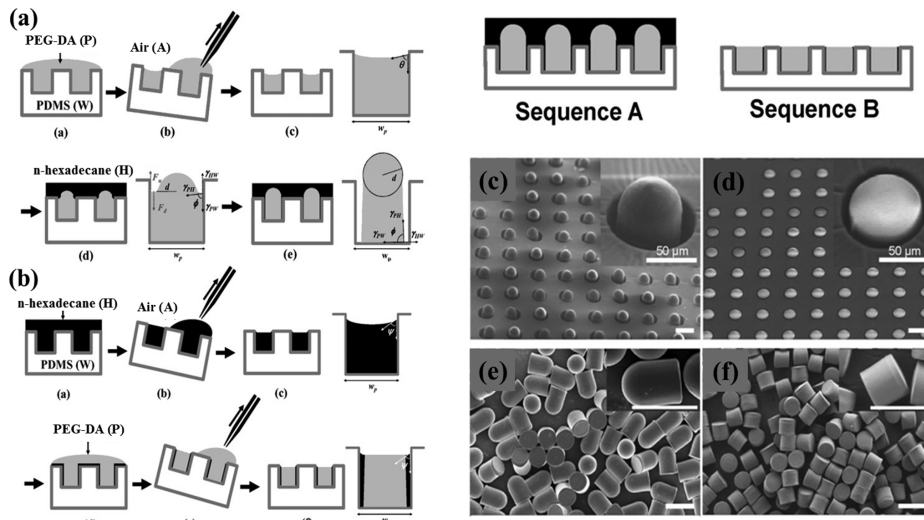 (a)
PEG-DA (P)
Air (A)
PDMS (W)
θ
w_p
(a)
(b)
(c)
n-hexadecane (H)
F_d
d
γ_PH
γ_HW
ϕ
γ_PW
w_p
d
γ_PH
γ_PW
ϕ
γ_HW
w_p
(d)
(e)
(b)
n-hexadecane (H)
Air (A)
PDMS (W)
ψ
w_p
(a)
(b)
(c)
PEG-DA (P)
Sequence A
Sequence B
(c)
50 µm
(d)
50 µm
(e)
(f)